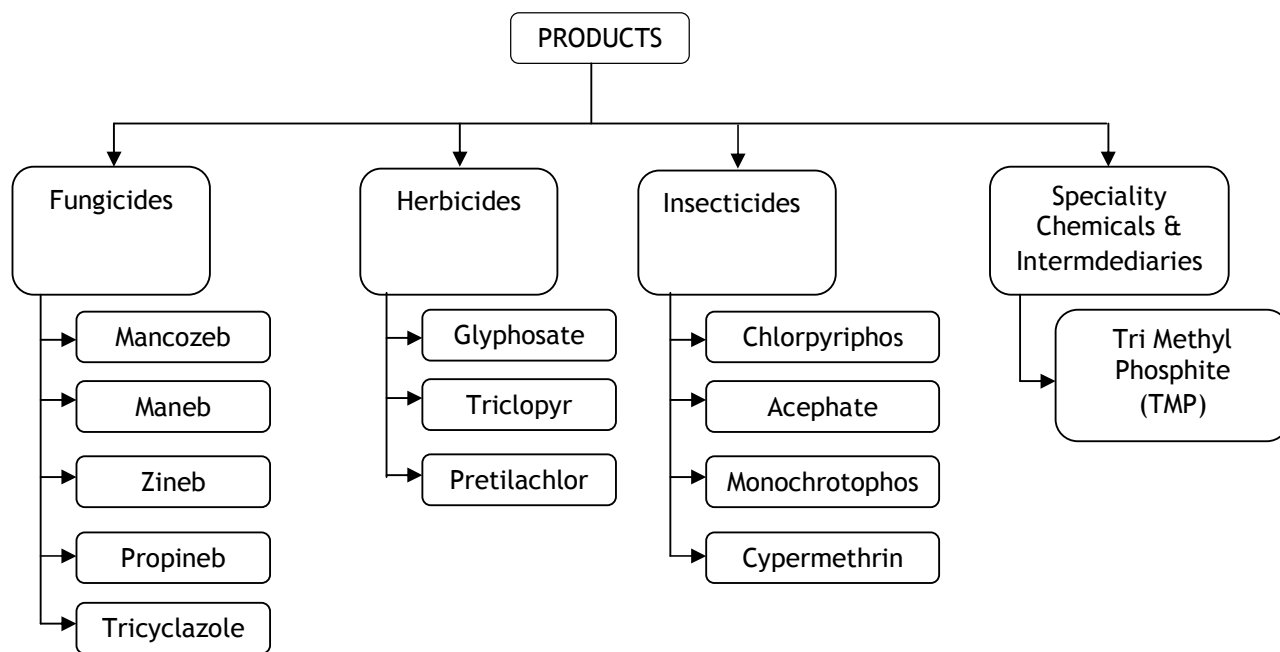 PRODUCTS
Fungicides
Mancozeb
Maneb
Zineb
Propineb
Tricyclazole
Herbicides
Glyphosate
Triclopyr
Pretilachlor
Insecticides
Chlorpyriphos
Acephate
Monochrotophos
Cypermethrin
Speciality
Chemicals &
Intermdediaries
Tri Methyl
Phosphite
(TMP)